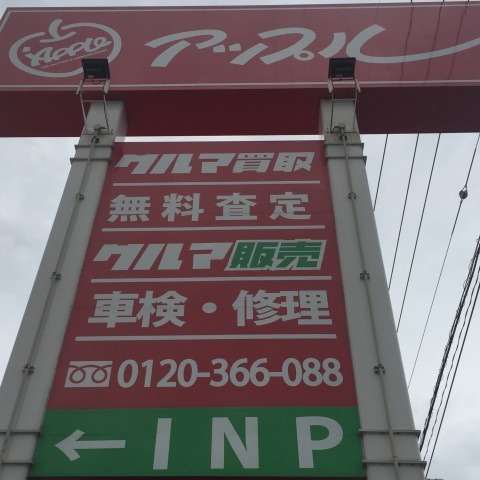 Apple アップル
クルマ買取
無料査定
クルマ販売
車検・修理
0120-366-088
← I N P